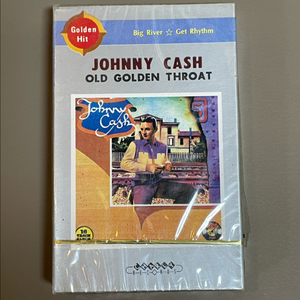 Golden
Hit
Big River ☆ Get Rhythm
JOHNNY CASH
OLD GOLDEN THROAT
Johnny
Cash